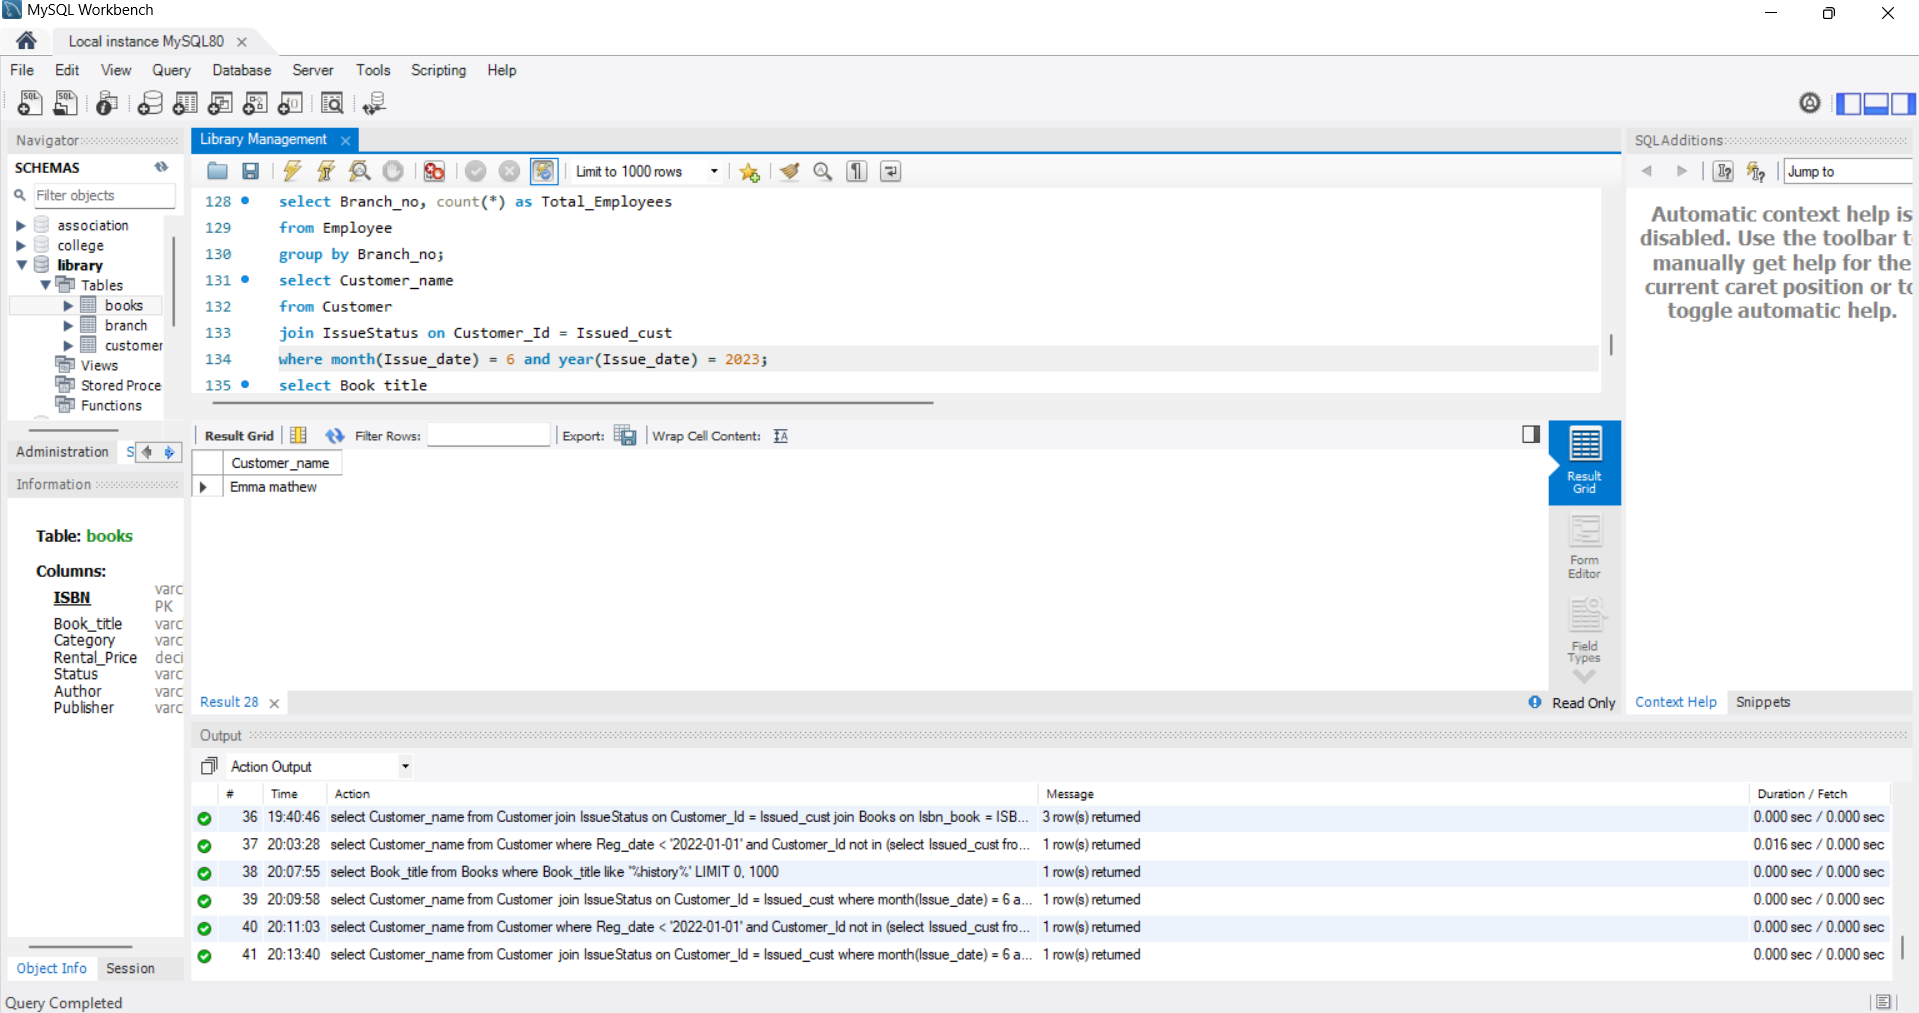 MySQL Workbench
Local instance MySQL80
File Edit View Query Database Server Tools Scripting Help
Navigator
SCHEMAS
Filter objects
association
college
library
Tables
books
branch
customer
Views
Stored Proce
Functions
Administration S
Information
Table: books
Columns:
ISBN varc
PK
Book_title varc
Category varc
Rental_Price deci
Status varc
Author varc
Publisher varc
Object Info Session
Library Management
Limit to 1000 rows
128 select Branch_no, count(*) as Total_Employees
129 from Employee
130 group by Branch_no;
131 select Customer_name
132 from Customer
133 join IssueStatus on Customer_Id = Issued_cust
134 where month(Issue_date) = 6 and year(Issue_date) = 2023;
135 select Book title
Result Grid Filter Rows: Export: Wrap Cell Content:
Customer_name
Emma mathew
Result Grid
Form Editor
Field Types
Result 28 Read Only
SQLAdditions
Jump to
Automatic context help is
disabled. Use the toolbar t
manually get help for the
current caret position or to
toggle automatic help.
Context Help Snippets
Output
Action Output
# Time Action Message Duration / Fetch
36 19:40:46 select Customer_name from Customer join IssueStatus on Customer_Id = Issued_cust join Books on Isbn_book = ISB... 3 row(s) returned 0.000 sec / 0.000 sec
37 20:03:28 select Customer_name from Customer where Reg_date < '2022-01-01' and Customer_Id not in (select Issued_cust fro... 1 row(s) returned 0.016 sec / 0.000 sec
38 20:07:55 select Book_title from Books where Book_title like "%history%" LIMIT 0, 1000 1 row(s) returned 0.000 sec / 0.000 sec
39 20:09:58 select Customer_name from Customer join IssueStatus on Customer_Id = Issued_cust where month(Issue_date) = 6 a... 1 row(s) returned 0.000 sec / 0.000 sec
40 20:11:03 select Customer_name from Customer where Reg_date < '2022-01-01' and Customer_Id not in (select Issued_cust fro... 1 row(s) returned 0.000 sec / 0.000 sec
41 20:13:40 select Customer_name from Customer join IssueStatus on Customer_Id = Issued_cust where month(Issue_date) = 6 a... 1 row(s) returned 0.000 sec / 0.000 sec
Query Completed